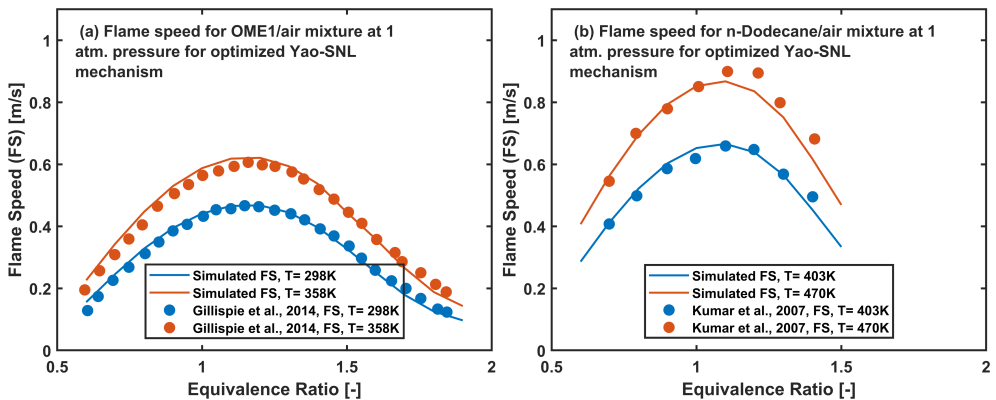 (a) Flame speed for OME1/air mixture at 1
atm. pressure for optimized Yao-SNL
mechanism
Flame Speed (FS) [m/s]
1
0.8
0.6
0.4
0.2
0
Simulated FS, T= 298K
Simulated FS, T= 358K
Gillispie et al., 2014, FS, T= 298K
Gillispie et al., 2014, FS, T= 358K
0.5
1
1.5
2
Equivalence Ratio [-]
(b) Flame speed for n-Dodecane/air mixture at 1
atm. pressure for optimized Yao-SNL
mechanism
Flame Speed (FS) [m/s]
1
0.8
0.6
0.4
0.2
0
Simulated FS, T= 403K
Simulated FS, T= 470K
Kumar et al., 2007, FS, T= 403K
Kumar et al., 2007, FS, T= 470K
0.5
1
1.5
2
Equivalence Ratio [-]